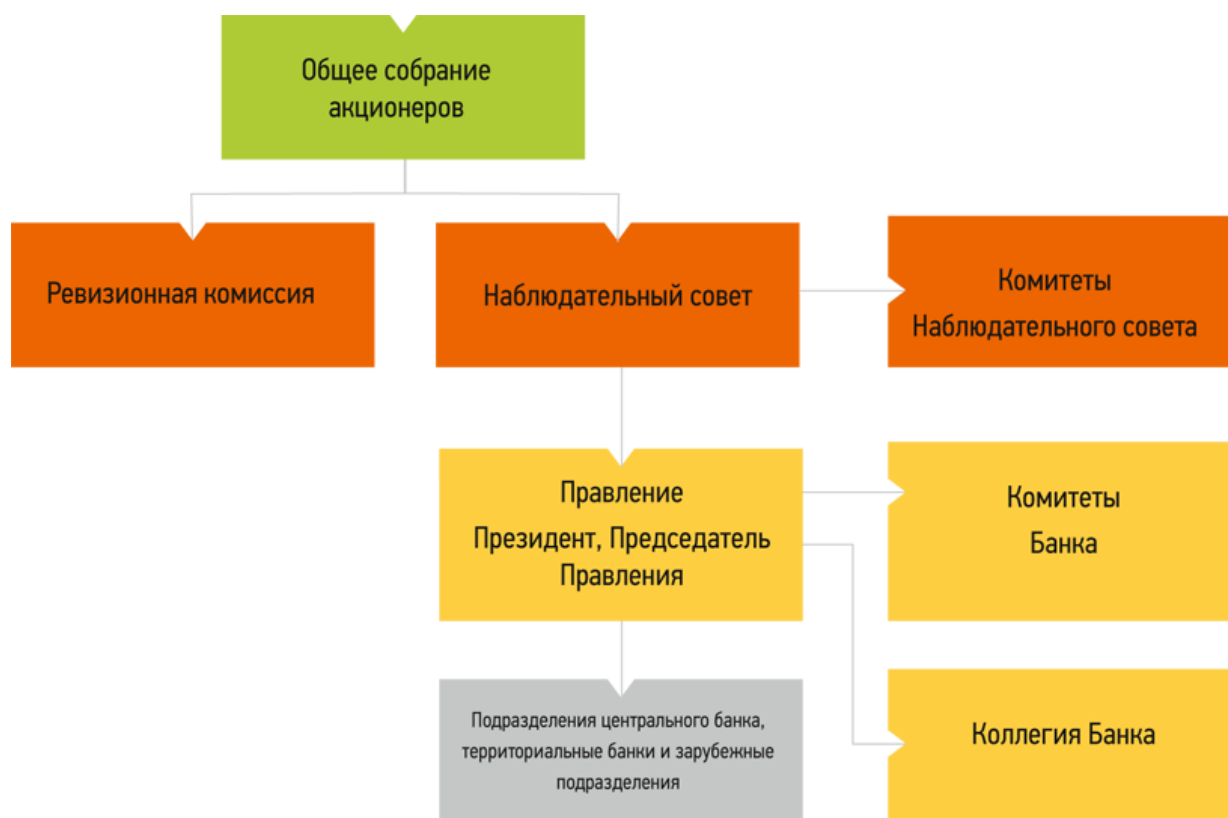 Общее собрание
акционеров
Ревизионная комиссия
Наблюдательный совет
Комитеты
Наблюдательного совета
Правление
Президент, Председатель
Правления
Комитеты
Банка
Подразделения центрального банка,
территориальные банки и зарубежные
подразделения
Коллегия Банка